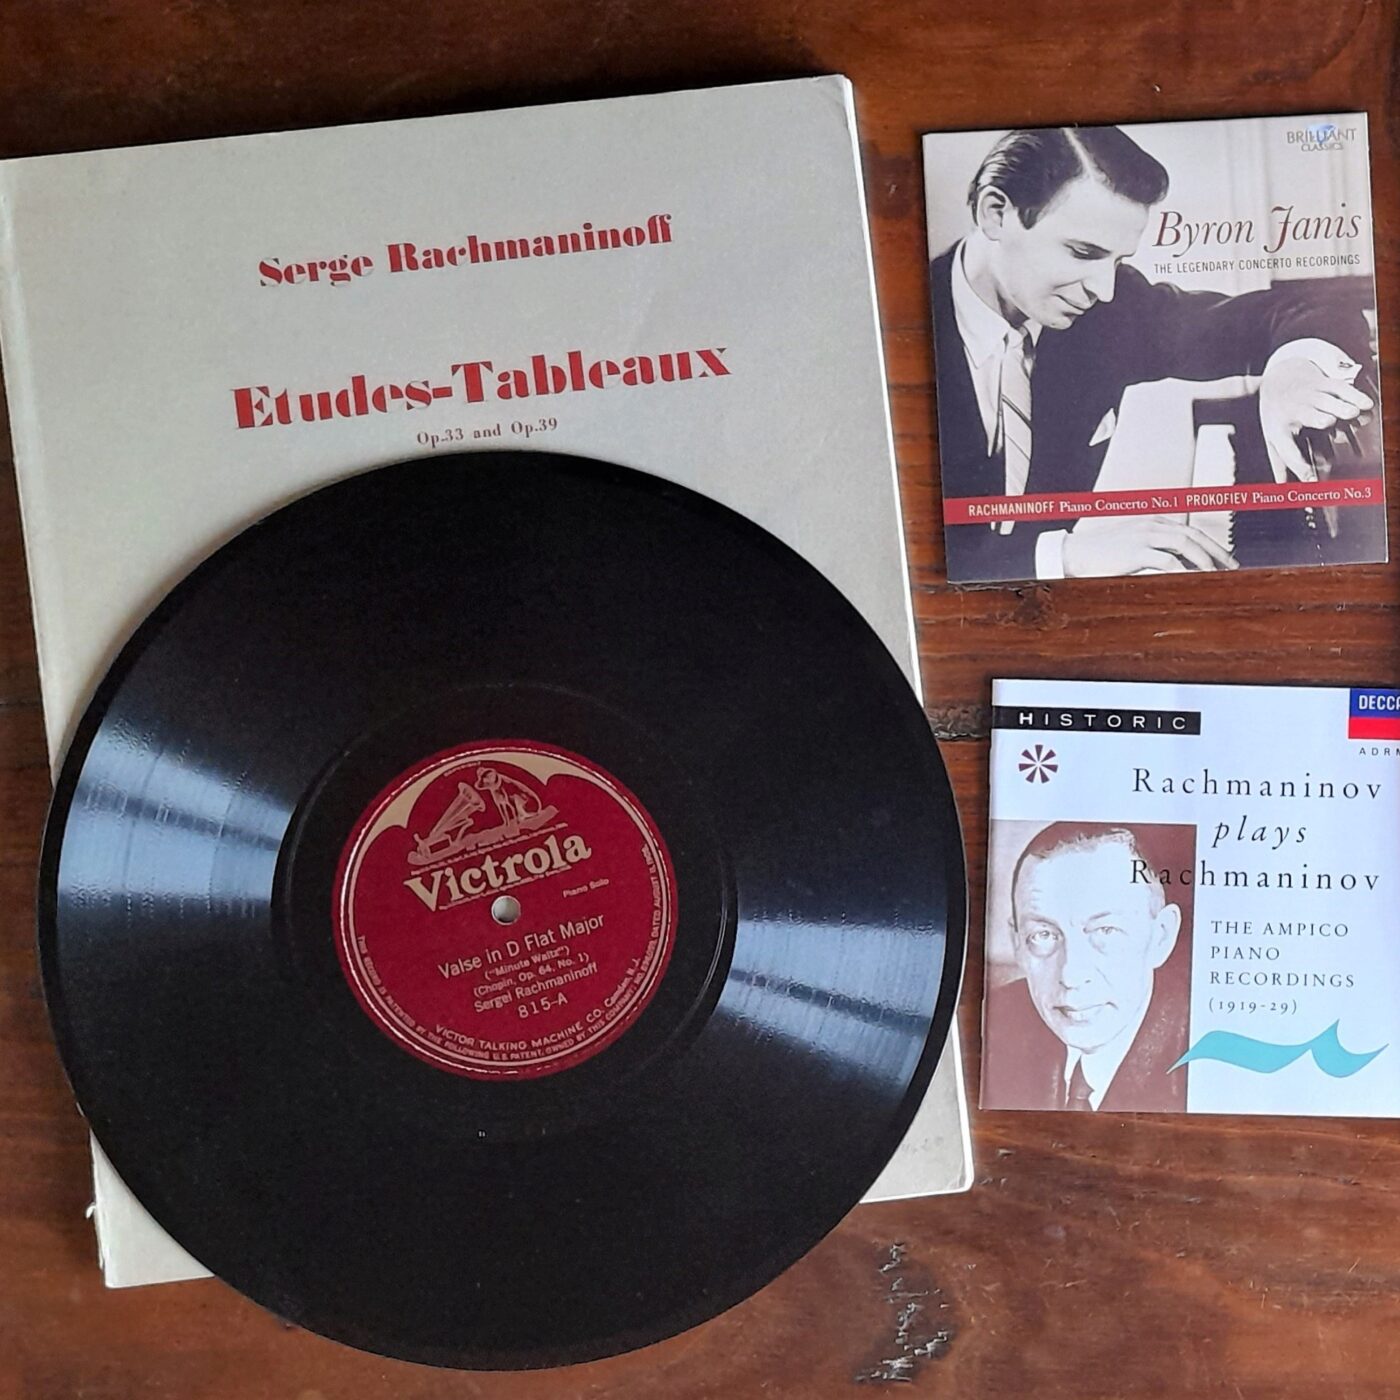 Serge Rachmaninoff
Etudes-Tableaux
Op.33 and Op.39
Victrola
Piano Solo
Valse in D Flat Major
("Minute Waltz")
(Chopin, Op. 64, No. 1)
Sergei Rachmaninoff
815-A
VICTOR TALKING MACHINE CO. Camden, N.J.
BRILLIANT
CLASSICS
Byron Janis
THE LEGENDARY CONCERTO RECORDINGS
RACHMANINOFF Piano Concerto No.1 PROKOFIEV Piano Concerto No.3
HISTORIC
DECCA
ADRM
Rachmaninov
plays
Rachmaninov
THE AMPICO
PIANO
RECORDINGS
(1919-29)